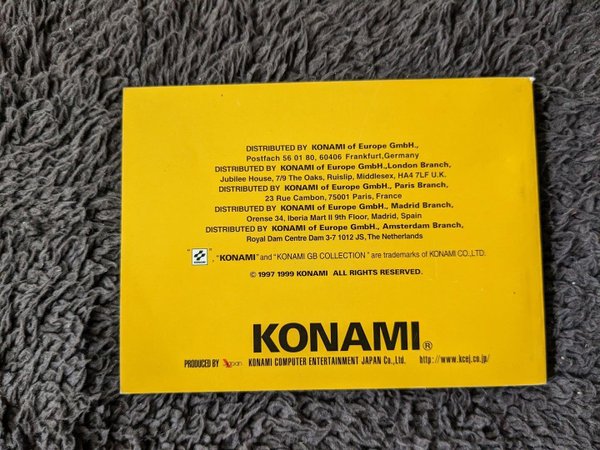 DISTRIBUTED BY KONAMI of Europe GmbH.,
Postfach 56 01 80, 60406 Frankfurt,Germany
DISTRIBUTED BY KONAMI of Europe GmbH.,London Branch,
Jubilee House, 7/9 The Oaks, Ruislip, Middlesex, HA4 7LF U.K.
DISTRIBUTED BY KONAMI of Europe GmbH., Paris Branch,
23 Rue Cambon, 75001 Paris, France
DISTRIBUTED BY KONAMI of Europe GmbH., Madrid Branch,
Orense 34, Iberia Mart II 9th Floor, Madrid, Spain
DISTRIBUTED BY KONAMI of Europe GmbH., Amsterdam Branch,
Royal Dam Centre Dam 3-7 1012 JS, The Netherlands
" ", "KONAMI" and "KONAMI GB COLLECTION" are trademarks of KONAMI CO.,LTD.
© 1997 1999 KONAMI ALL RIGHTS RESERVED.
KONAMI®
PRODUCED BY KONAMI COMPUTER ENTERTAINMENT JAPAN Co., Ltd. http://www.kcej.co.jp/